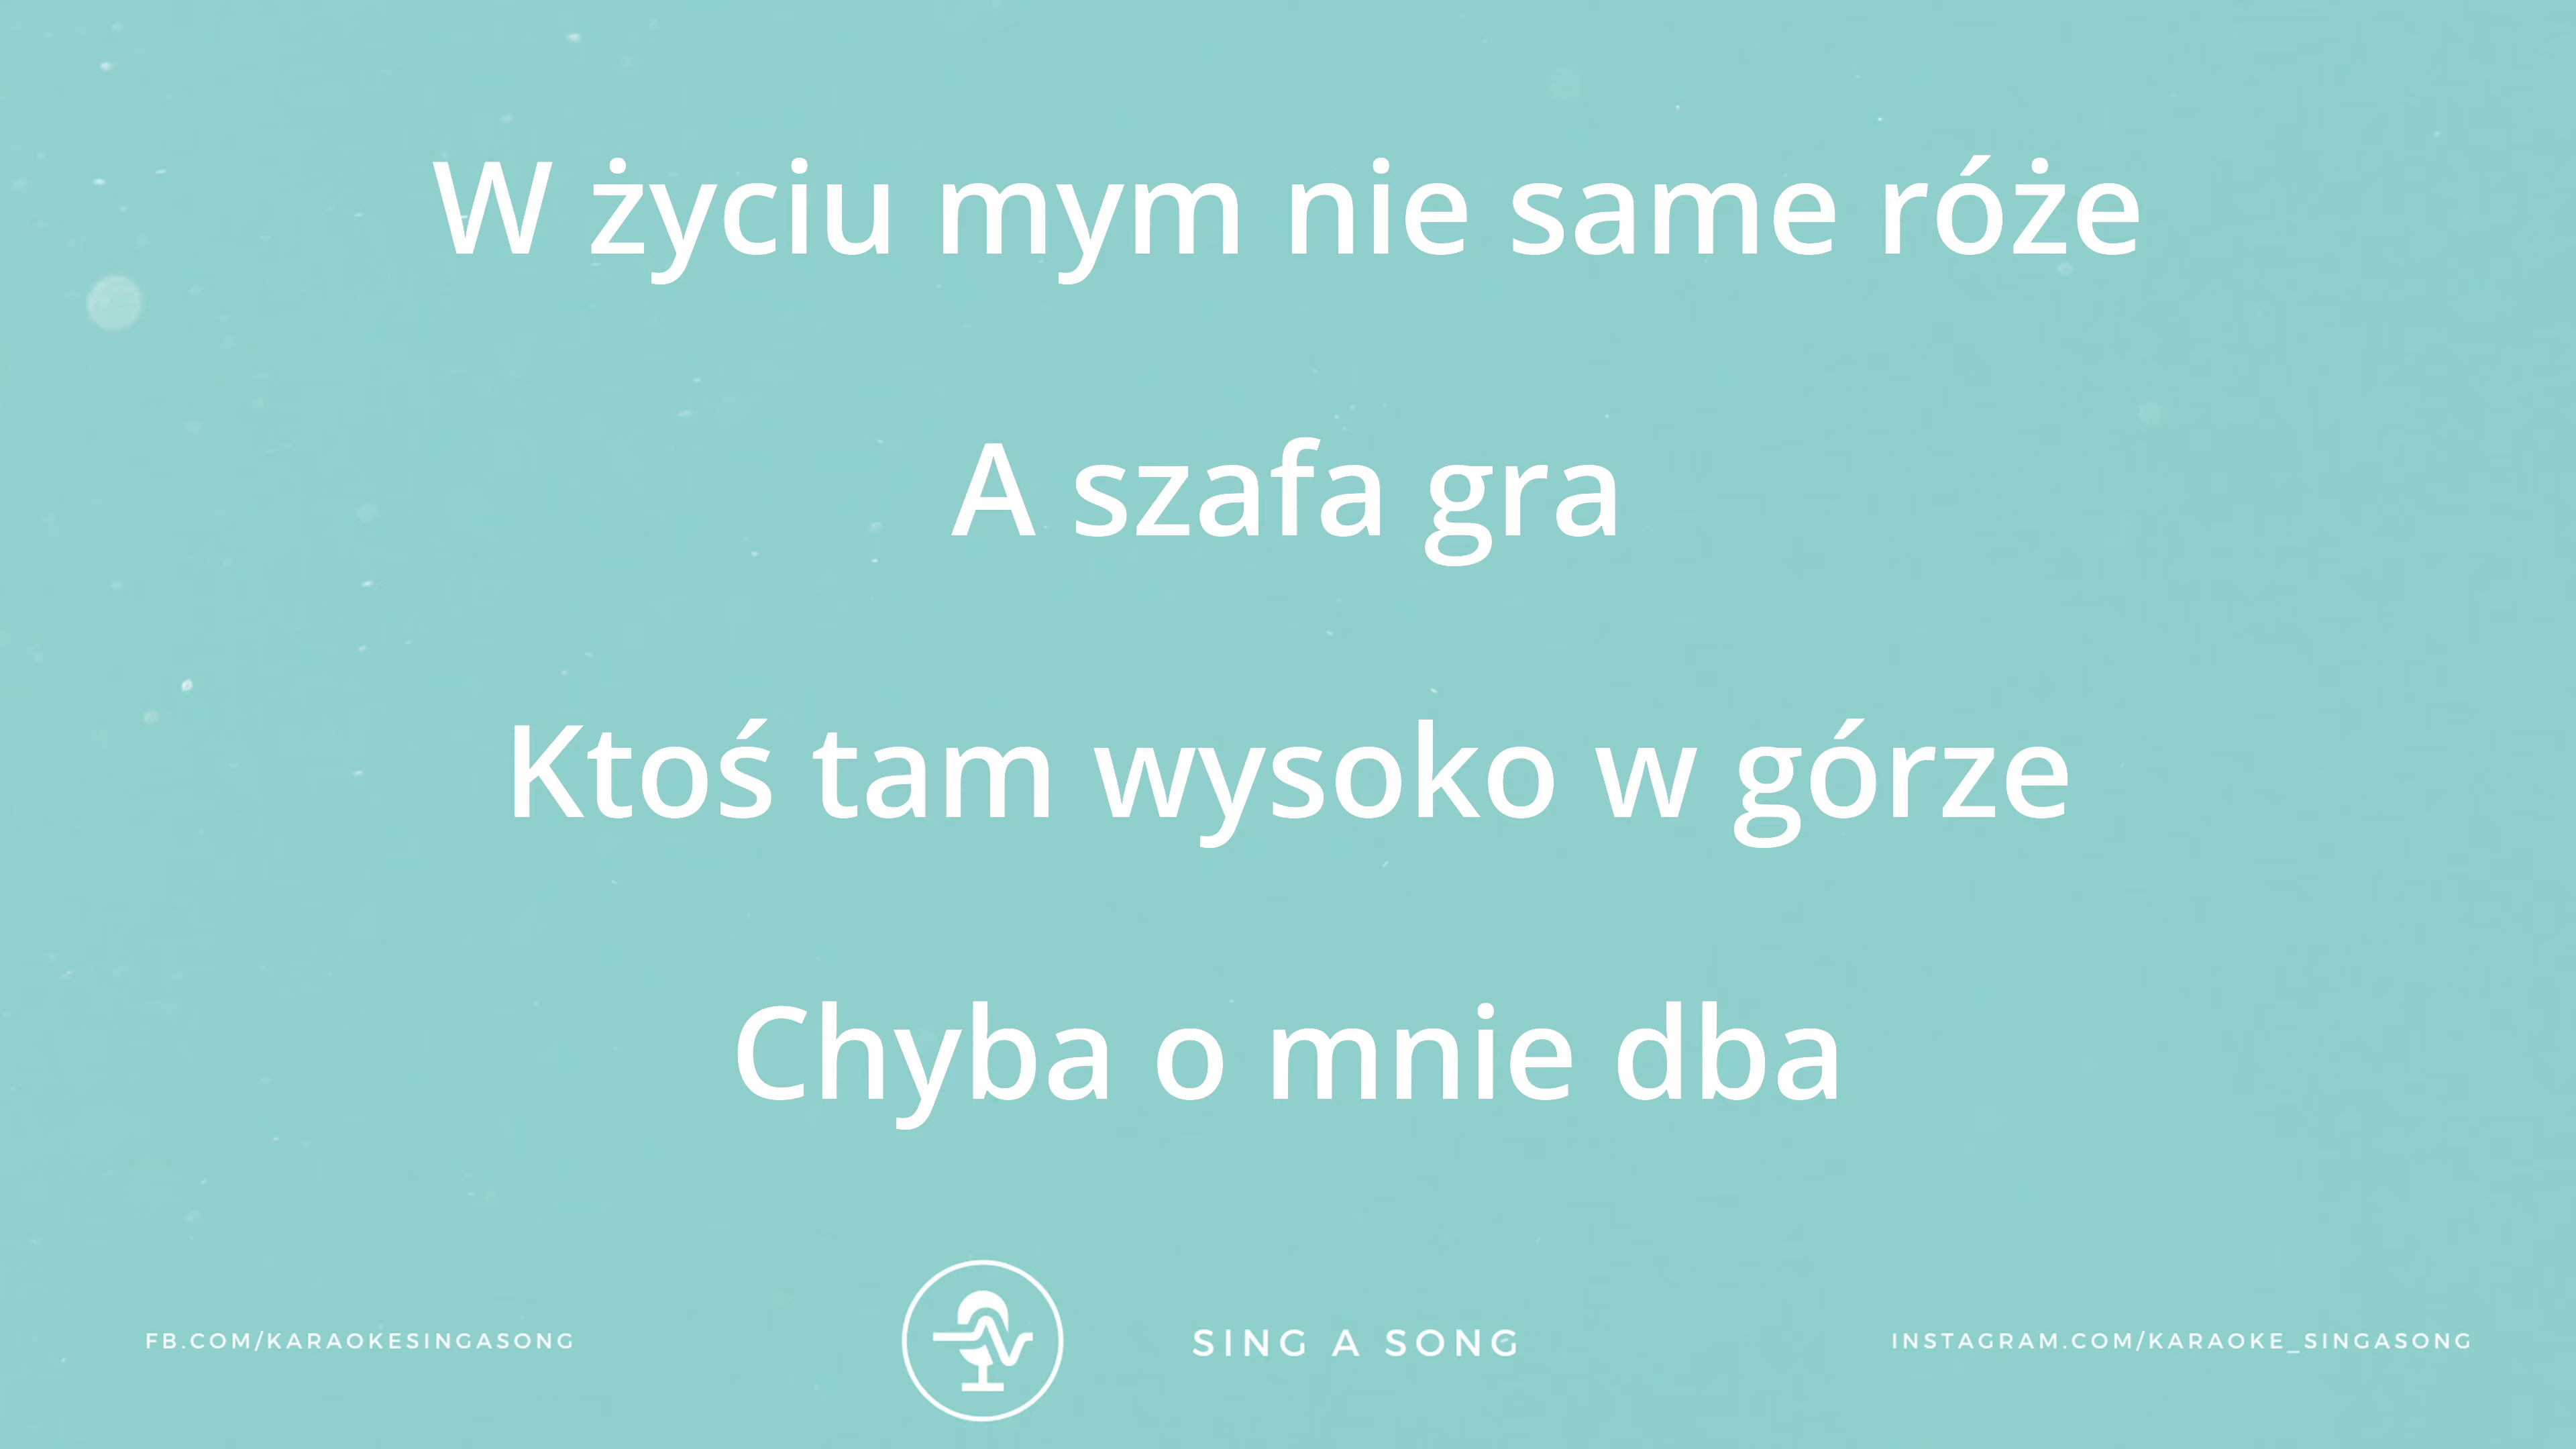 W życiu mym nie same róże
A szafa gra
Ktoś tam wysoko w górze
Chyba o mnie dba
FB.COM/KARAOKESINGASONG
SING A SONG
INSTAGRAM.COM/KARAOKE_SINGASONG